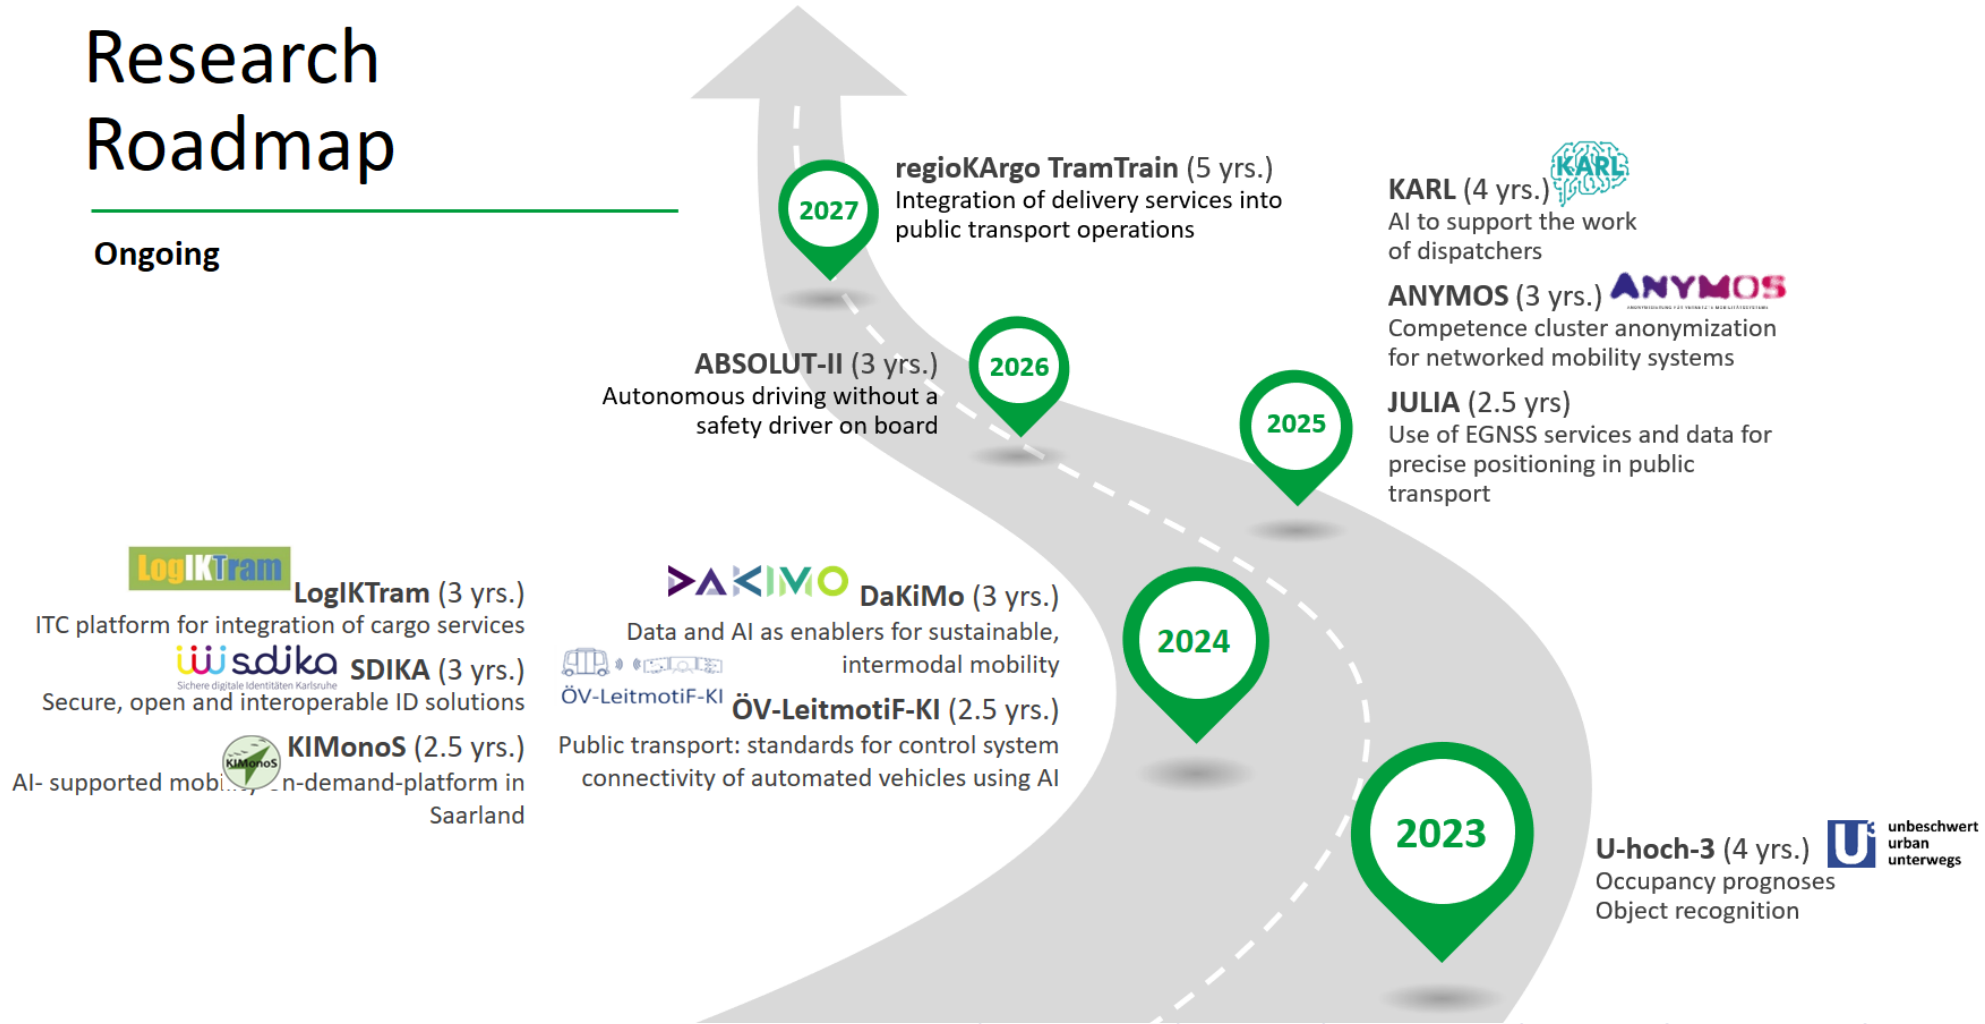 Research
Roadmap
Ongoing
2027
regioKArgo TramTrain (5 yrs.)
Integration of delivery services into
public transport operations
2026
ABSOLUT-II (3 yrs.)
Autonomous driving without a
safety driver on board
2025
KARL
KARL (4 yrs.)
AI to support the work
of dispatchers
ANYMOS
ANYMOS (3 yrs.)
Competence cluster anonymization
for networked mobility systems
JULIA (2.5 yrs)
Use of EGNSS services and data for
precise positioning in public
transport
2024
LogIKTram
LogIKTram (3 yrs.)
ITC platform for integration of cargo services
sdika
Sichere digitale Identitäten Karlsruhe
SDIKA (3 yrs.)
Secure, open and interoperable ID solutions
KIMonoS
KIMonoS (2.5 yrs.)
AI- supported mobi n-demand-platform in
Saarland
DAKIMO
DaKiMo (3 yrs.)
Data and AI as enablers for sustainable,
intermodal mobility
ÖV-LeitmotiF-KI
ÖV-LeitmotiF-KI (2.5 yrs.)
Public transport: standards for control system
connectivity of automated vehicles using AI
2023
U-hoch-3 (4 yrs.)
U3
unbeschwert
urban
unterwegs
Occupancy prognoses
Object recognition